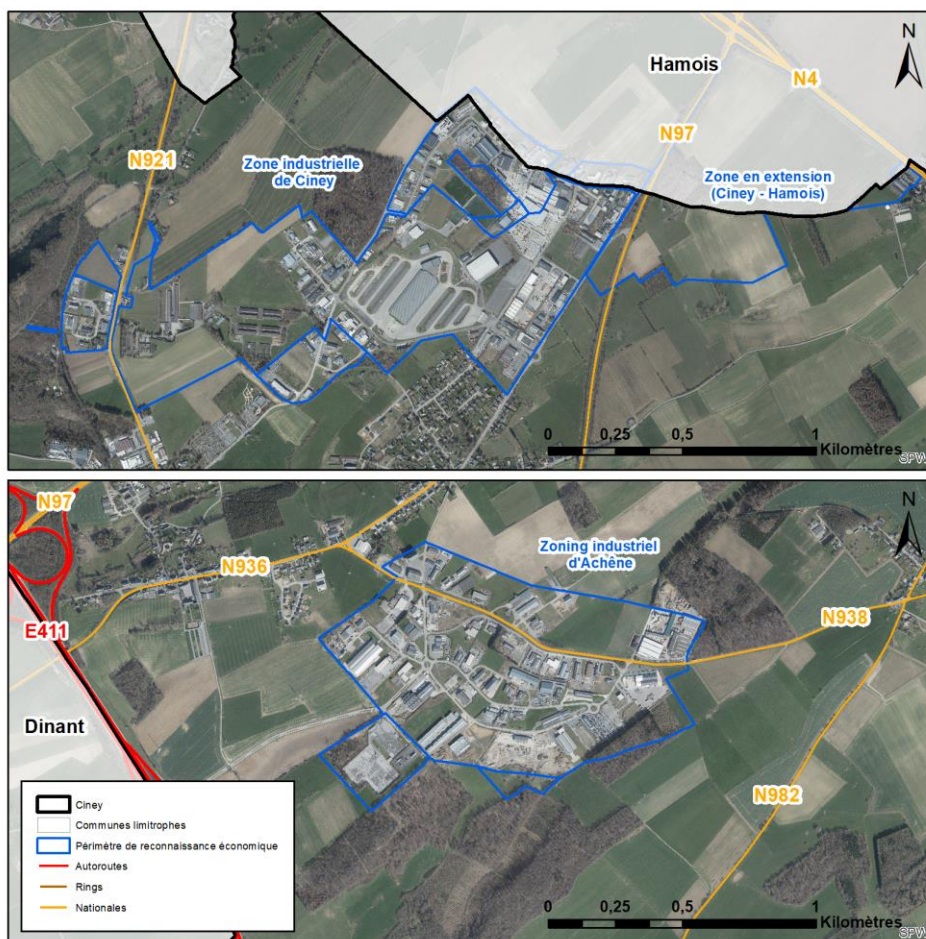 N
Hamois
N4
N921
N97
Zone industrielle
de Ciney
Zone en extension
(Ciney - Hamois)
0
0,25
0,5
1
Kilomètres
SPW
N97
N
Zoning industriel
d'Achêne
N936
N938
E411
Dinant
N982
Ciney
Communes limitrophes
Périmètre de reconnaissance économique
Autoroutes
Rings
Nationales
0
0,25
0,5
1
Kilomètres
SPW